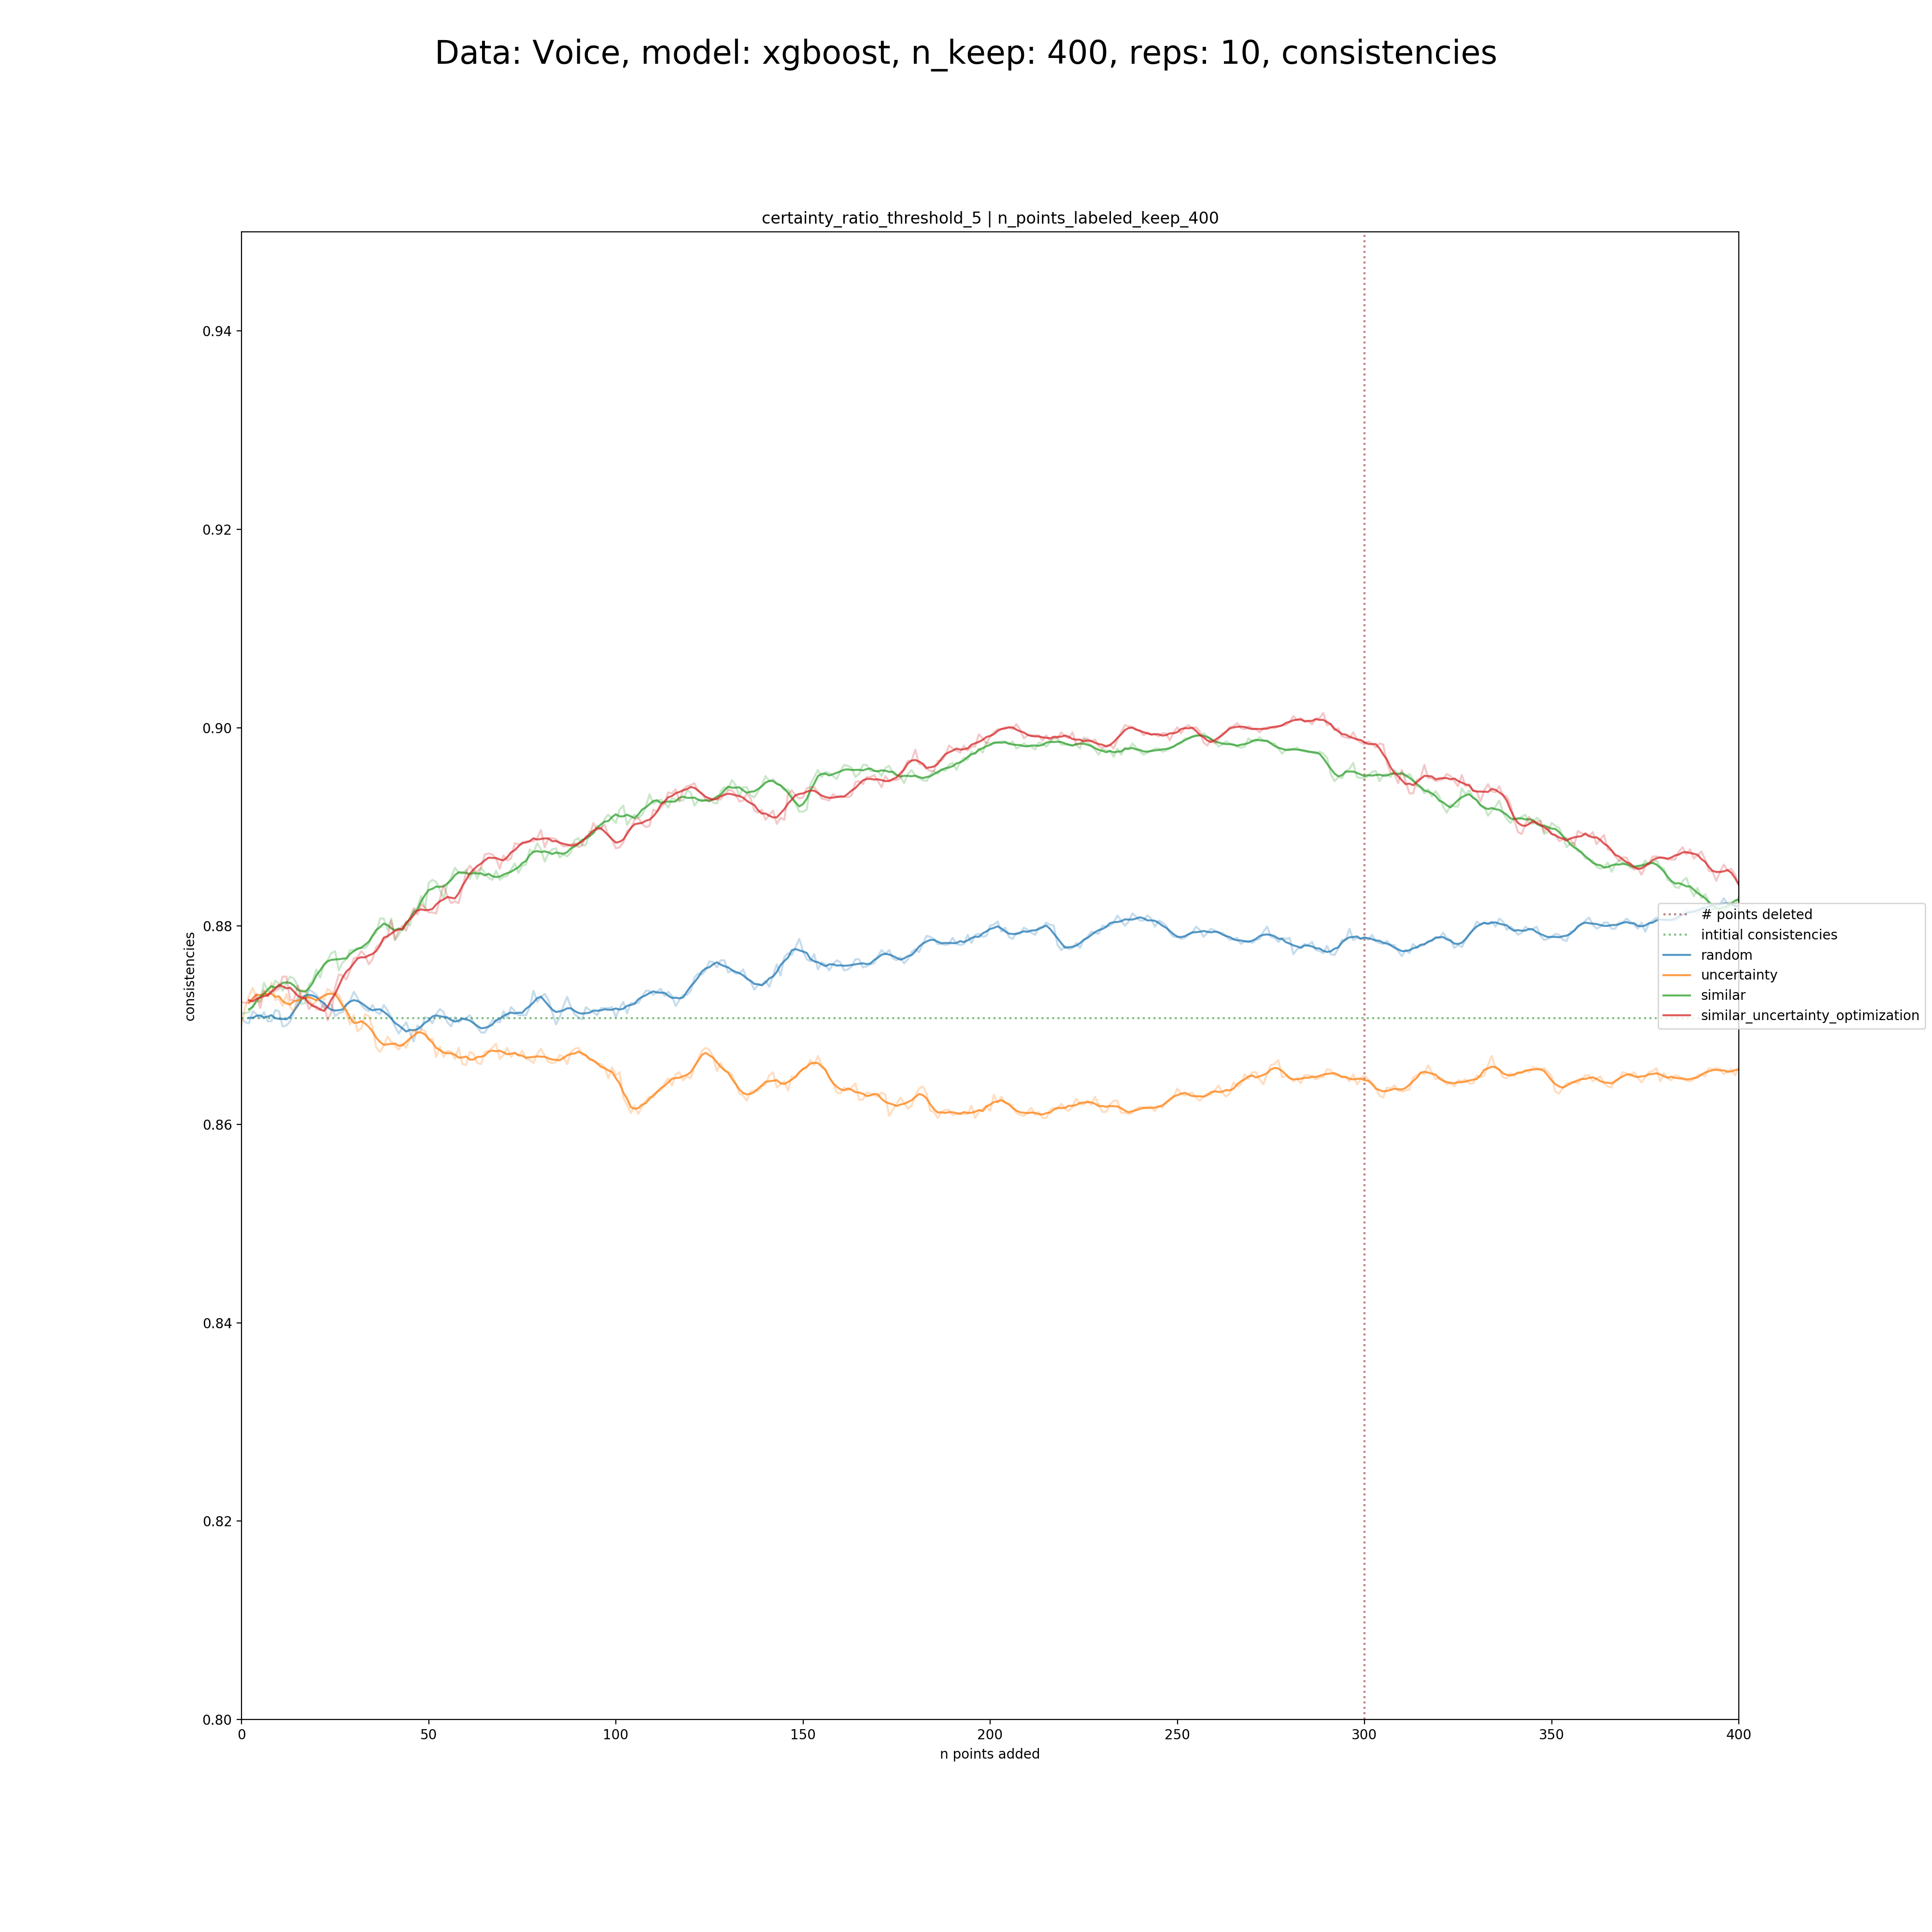 Data: Voice, model: xgboost, n_keep: 400, reps: 10, consistencies
certainty_ratio_threshold_5 | n_points_labeled_keep_400
0.94
0.92
0.90
0.88
0.86
0.84
0.82
0.80
consistencies
# points deleted
intitial consistencies
random
uncertainty
similar
similar_uncertainty_optimization
0 50 100 150 200 250 300 350 400
n points added